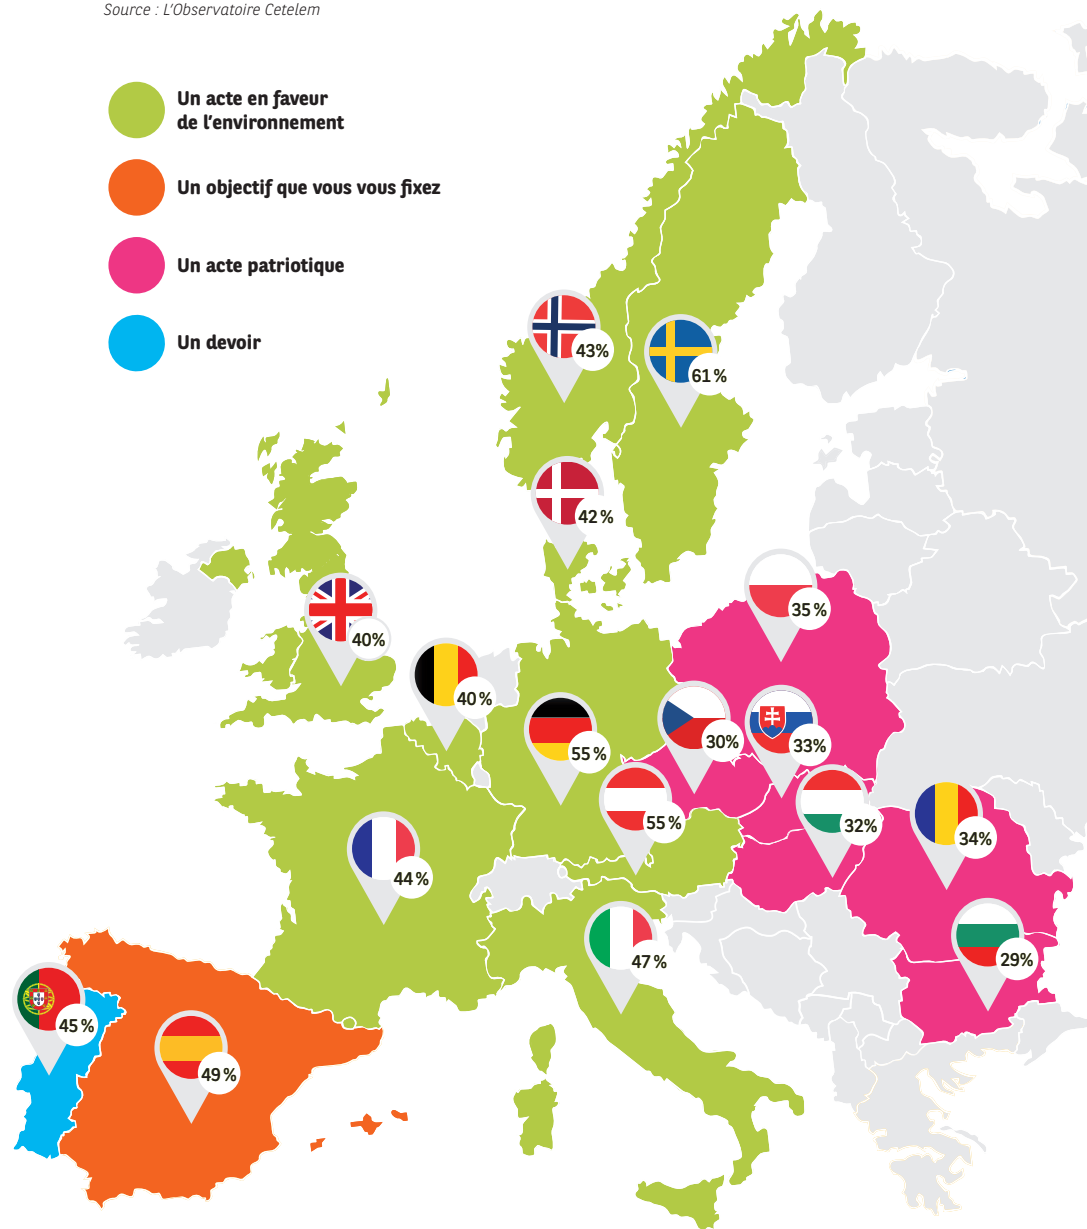 Source : L'Observatoire Cetelem
Un acte en faveur
de l'environnement
Un objectif que vous vous fixez
Un acte patriotique
Un devoir
43%
61 %
42 %
35 %
40%
40 %
30%
33%
55 %
55 %
32%
34%
44 %
29%
47 %
45 %
49 %